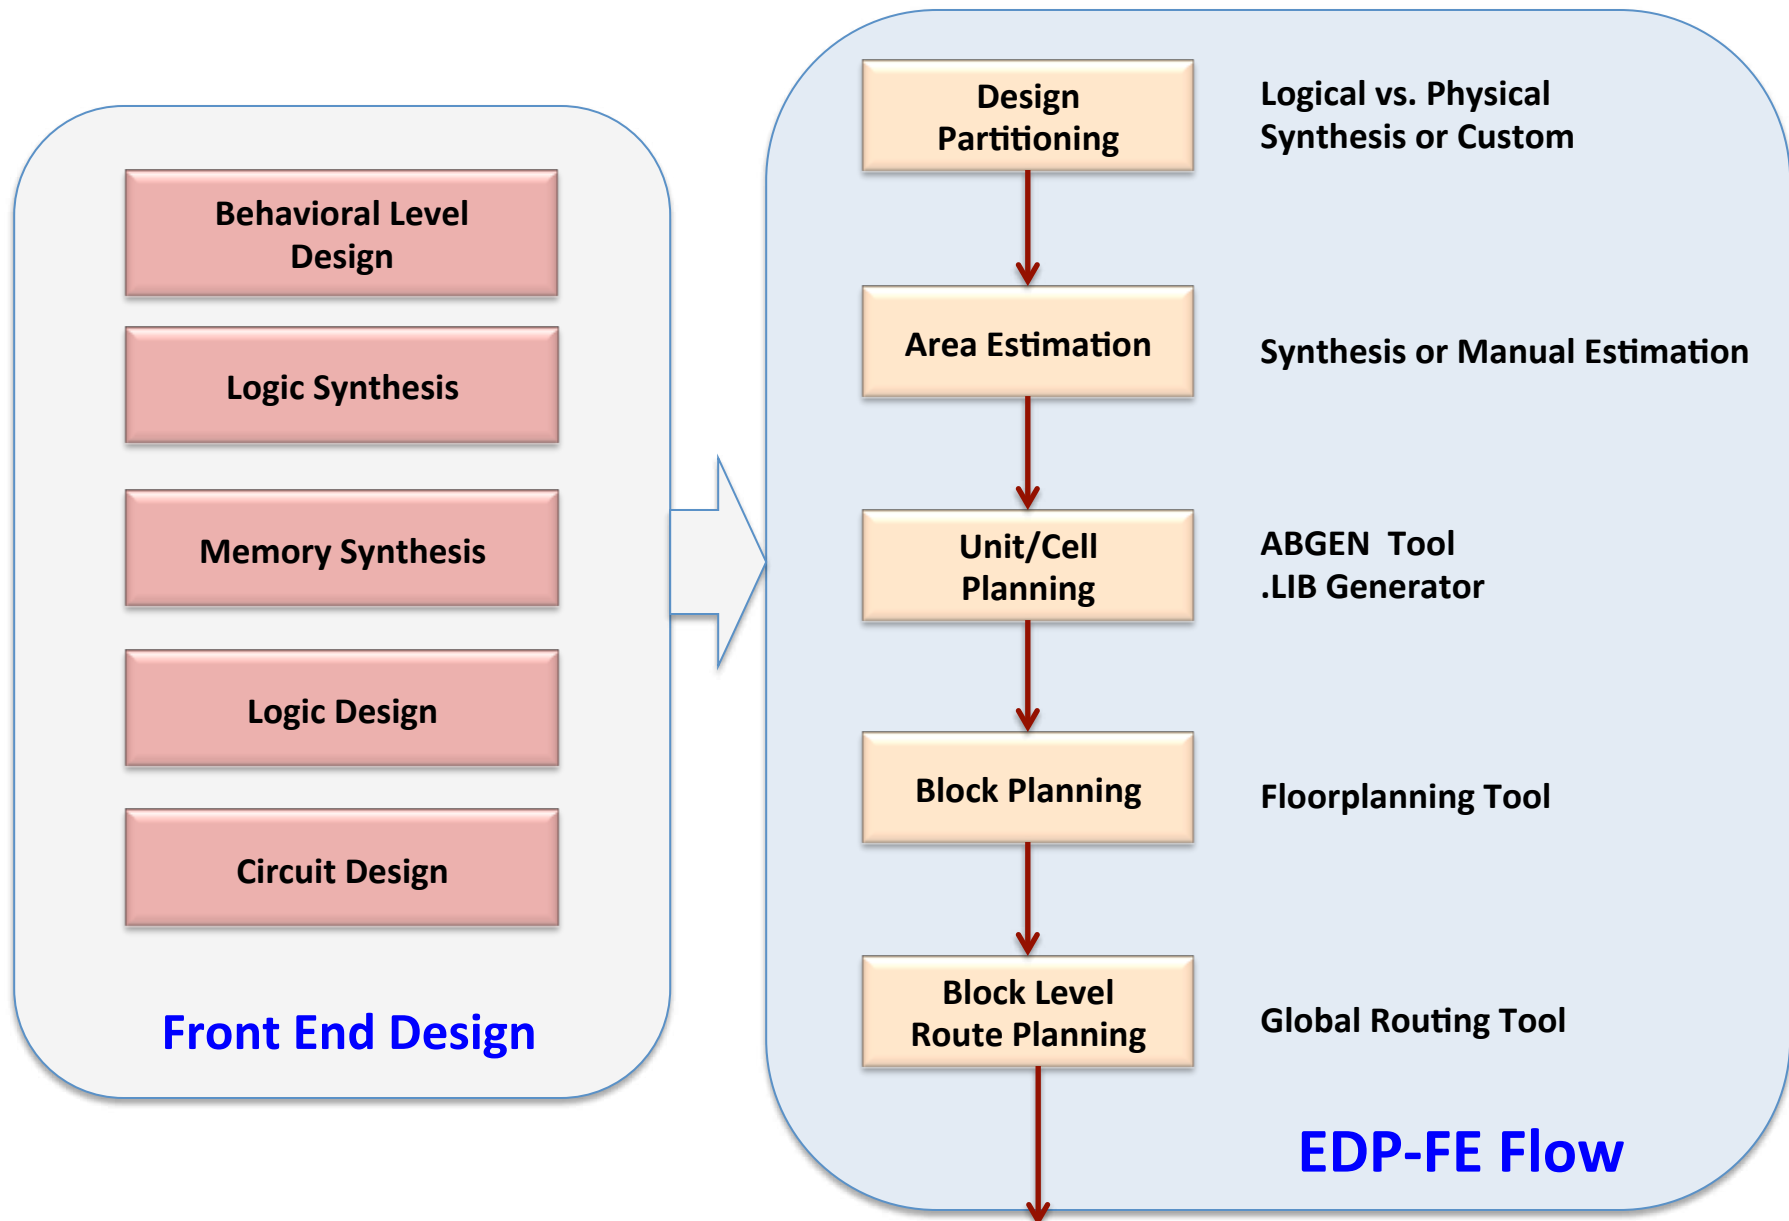 Behavioral Level
Design
Logic Synthesis
Memory Synthesis
Logic Design
Circuit Design
Front End Design
Design
Partitioning
Logical vs. Physical
Synthesis or Custom
Area Estimation
Synthesis or Manual Estimation
Unit/Cell
Planning
ABGEN Tool
.LIB Generator
Block Planning
Floorplanning Tool
Block Level
Route Planning
Global Routing Tool
EDP-FE Flow